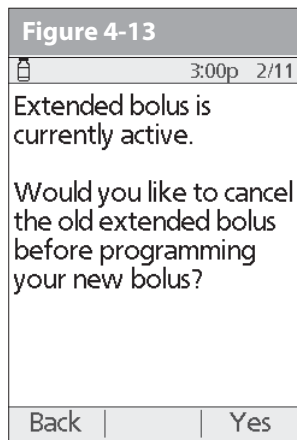 Figure 4-13
3:00p 2/11
Extended bolus is
currently active.
Would you like to cancel
the old extended bolus
before programming
your new bolus?
Back Yes